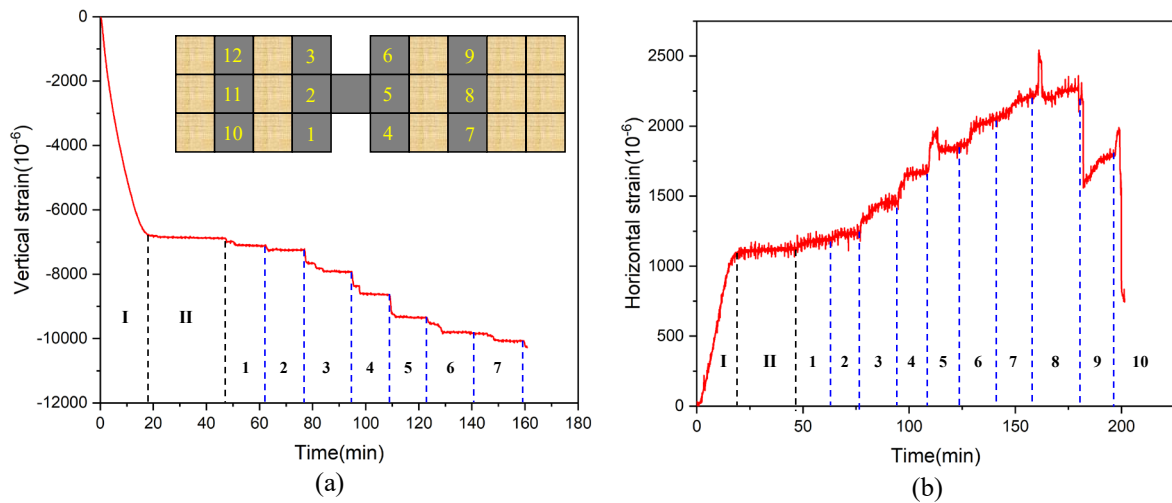 0
-2000
-4000
-6000
-8000
-10000
-12000
Vertical strain(10⁻⁶)
12 3 6 9
11 2 5 8
10 1 4 7
I II 1 2 3 4 5 6 7
0 20 40 60 80 100 120 140 160 180
Time(min)
(a)
2500
2000
1500
1000
500
0
Horizontal strain(10⁻⁶)
I II 1 2 3 4 5 6 7 8 9 10
0 50 100 150 200
Time(min)
(b)